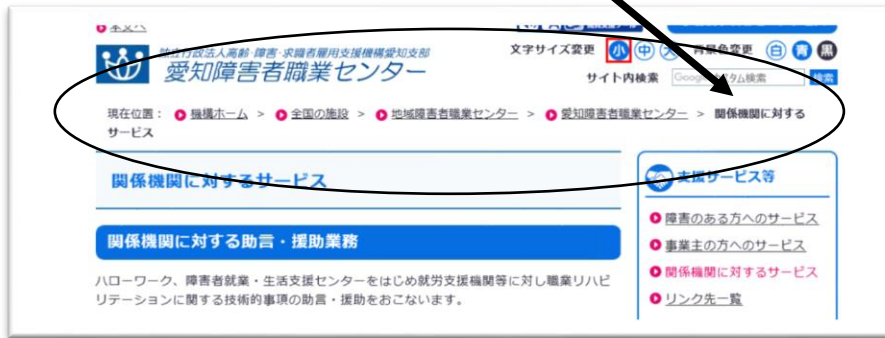 本文へ
独立行政法人高齢・障害・求職者雇用支援機構愛知支部
愛知障害者職業センター
文字サイズ変更 小 中 背景色変更 白 青 黒
サイト内検索 検索
現在位置： 機構ホーム > 全国の施設 > 地域障害者職業センター > 愛知障害者職業センター > 関係機関に対する
サービス
関係機関に対するサービス
関係機関に対する助言・援助業務
ハローワーク、障害者就業・生活支援センターをはじめ就労支援機関等に対し職業リハビ
リテーションに関する技術的事項の助言・援助をおこないます。
支援サービス等
障害のある方へのサービス
事業主の方へのサービス
関係機関に対するサービス
リンク先一覧